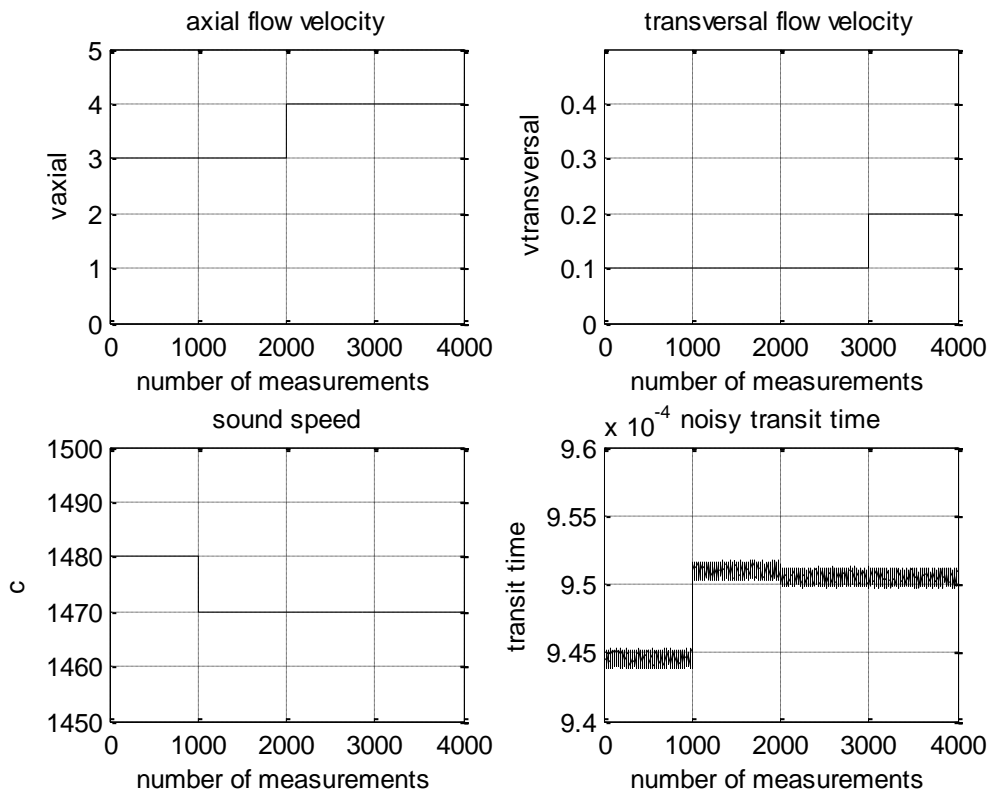 axial flow velocity
5
4
3
2
1
0
vaxial
0 1000 2000 3000 4000
number of measurements
transversal flow velocity
0.4
0.3
0.2
0.1
0
vtransversal
0 1000 2000 3000 4000
number of measurements
sound speed
1500
1490
1480
1470
1460
1450
c
0 1000 2000 3000 4000
number of measurements
x 10^-4 noisy transit time
9.6
9.55
9.5
9.45
9.4
transit time
0 1000 2000 3000 4000
number of measurements